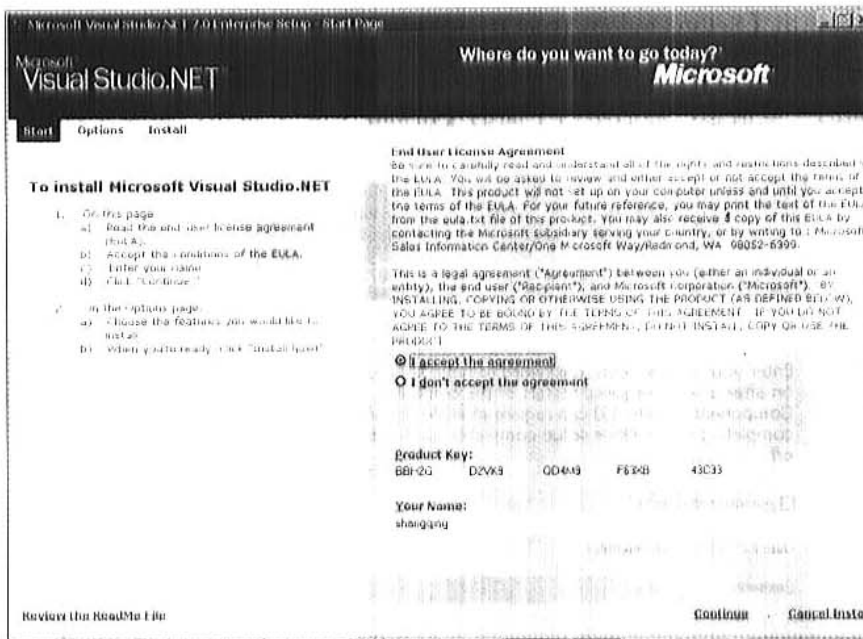 Microsoft Visual Studio.NET 7.0 Enterprise Setup - Start Page
Microsoft
Visual Studio.NET
Where do you want to go today?
Microsoft
Start Options Install
To install Microsoft Visual Studio.NET
1. On this page
a) Read the end user license agreement
(EULA).
b) Accept the conditions of the EULA.
c) Enter your name
d) Click "Continue."
2. On the options page:
a) Choose the features you would like to
install
b) When you're ready, click "Install Now!"
End User License Agreement
Be sure to carefully read and understand all of the rights and restrictions described
the EULA. You will be asked to review and either accept or not accept the terms of
the EULA. This product will not set up on your computer unless and until you accept
the terms of the EULA. For your future reference, you may print the text of the EULA
from the eula.txt file of this product. You may also receive a copy of this EULA by
contacting the Microsoft subsidiary serving your country, or by writing to: Microsoft
Sales Information Center/One Microsoft Way/Redmond, WA 98052-6399.
This is a legal agreement ("Agreement") between you (either an individual or an
entity), the end user ("Recipient"), and Microsoft Corporation ("Microsoft"). BY
INSTALLING, COPYING OR OTHERWISE USING THE PRODUCT (AS DEFINED BELOW),
YOU AGREE TO BE BOUND BY THE TERMS OF THIS AGREEMENT. IF YOU DO NOT
AGREE TO THE TERMS OF THIS AGREEMENT, DO NOT INSTALL, COPY OR USE THE
PRODUCT
I accept the agreement
I don't accept the agreement
Product Key:
Your Name:
shangqing
Review the ReadMe File
Continue Cancel Insta